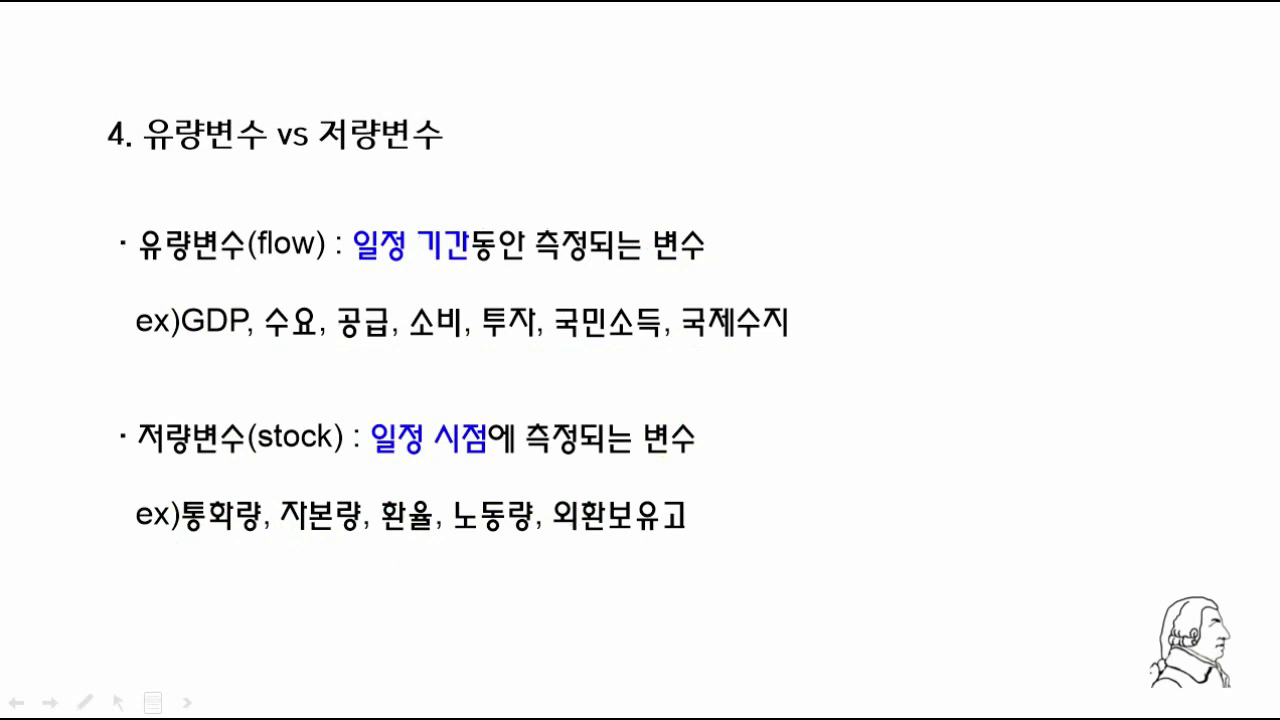 4. 유량변수 vs 저량변수
· 유량변수(flow) : 일정 기간동안 측정되는 변수
ex)GDP, 수요, 공급, 소비, 투자, 국민소득, 국제수지
· 저량변수(stock) : 일정 시점에 측정되는 변수
ex)통화량, 자본량, 환율, 노동량, 외환보유고